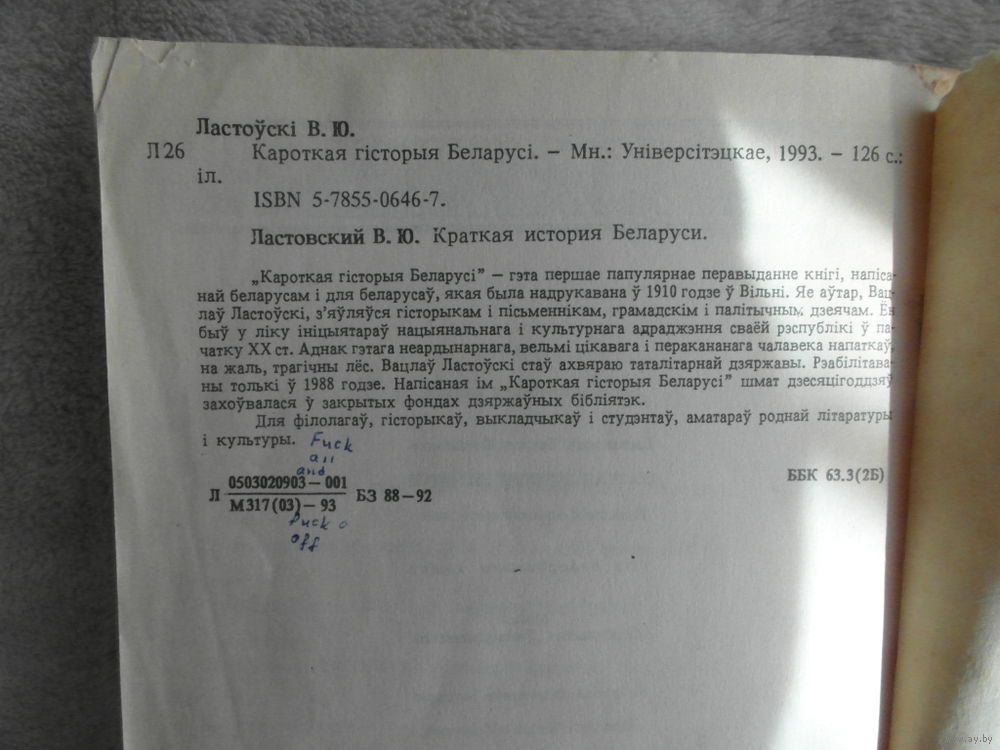 Ластоўскі В. Ю.
Л 26 Кароткая гісторыя Беларусі. – Мн.: Універсітэцкае, 1993. – 126 с.:
іл.
ISBN 5-7855-0646-7.
Ластовский В. Ю. Краткая история Беларуси.
„Кароткая гісторыя Беларусі” — гэта першае папулярнае перавыданне кнігі, напіса-
най беларусам і для беларусаў, якая была надрукавана ў 1910 годзе ў Вільні. Яе аўтар, Вац-
лаў Ластоўскі, з’яўляўся гісторыкам і пісьменнікам, грамадскім і палітычным дзеячам. Ён
быў у ліку ініцыятараў нацыянальнага і культурнага адраджэння сваёй рэспублікі ў па-
чатку XX ст. Аднак гэтага неардынарнага, вельмі цікавага і перакананага чалавека напаткаў,
на жаль, трагічны лёс. Вацлаў Ластоўскі стаў ахвяраю таталітарнай дзяржавы. Рэабілітава-
ны толькі ў 1988 годзе. Напісаная ім „Кароткая гісторыя Беларусі” шмат дзесяцігоддзяў
захоўвалася ў закрытых фондах дзяржаўных бібліятэк.
Для філолагаў, гісторыкаў, выкладчыкаў і студэнтаў, аматараў роднай літаратуры
і культуры. Fuck
all
and
0503020903—001
Л М317(03)—93 БЗ 88—92
ББК 63.3(2Б)
fuck
off
www.ay.by